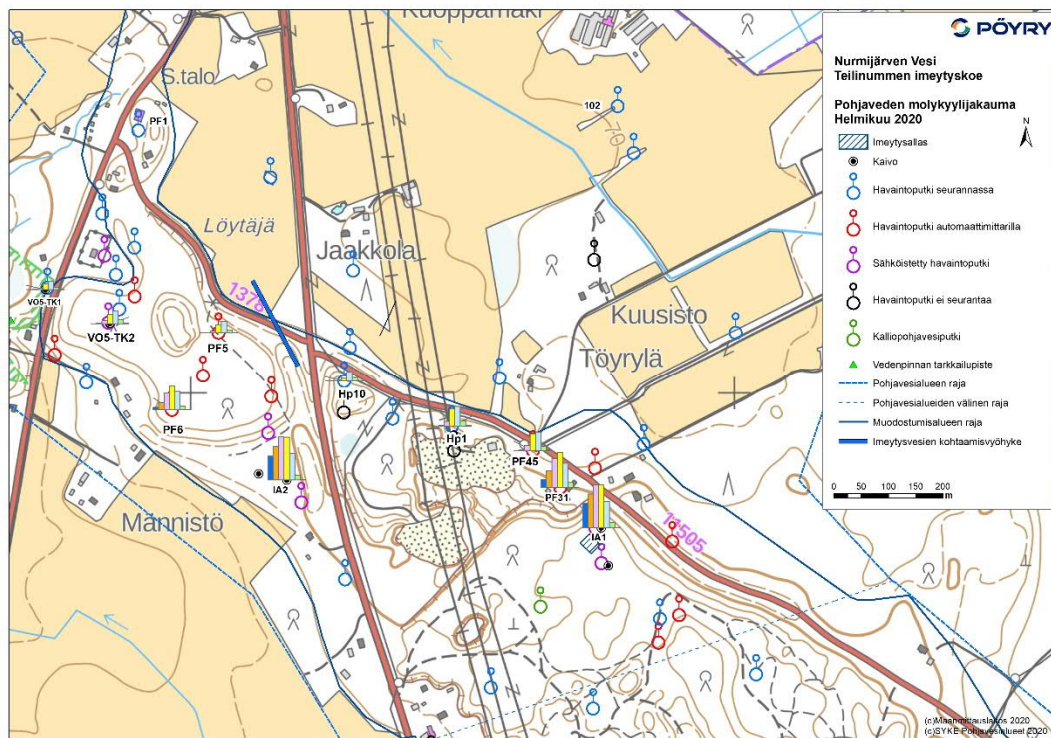 Kuoppamäki
S.talo
PF1
Löytäjä
1378
Jaakkola
102
70
Kuusisto
Töyrylä
VO5-TK1
VO5-TK2
PF5
PF6
Hp10
Hp1
PF45
PF31
IA2
IA1
11505
Männistö
PÖYRY
Nurmijärven Vesi
Teilinummen imeytyskoe
Pohjaveden molykyylijakauma
Helmikuu 2020
N
Imeytysallas
Kaivo
Havaintoputki seurannassa
Havaintoputki automaattimittarilla
Sähköistetty havaintoputki
Havaintoputki ei seurantaa
Kalliopohjavesiputki
Vedenpinnan tarkkailupiste
Pohjavesialueen raja
Pohjavesialueiden välinen raja
Muodostumisalueen raja
Imeytysvesien kohtaamisvyöhyke
0 50 100 150 200
m
(c)Maanmittauslaitos 2020
(c)SYKE Pohjavesialueet 2020